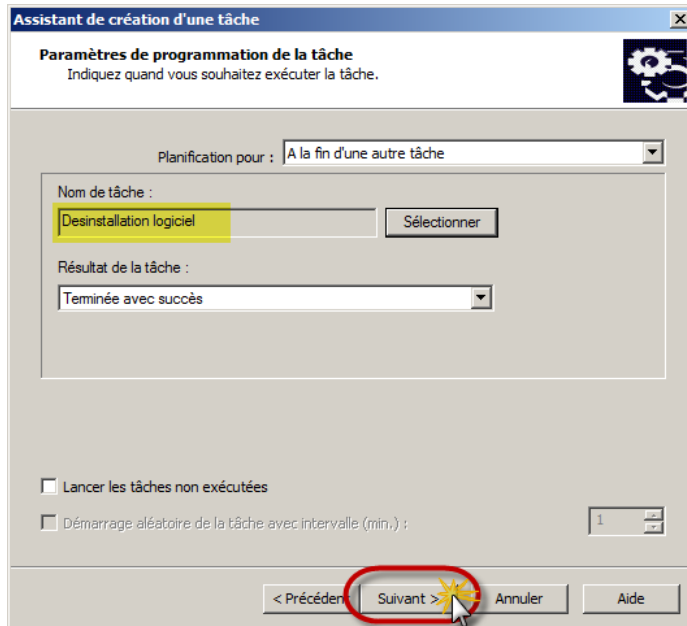 Assistant de création d'une tâche
Paramètres de programmation de la tâche
Indiquez quand vous souhaitez exécuter la tâche.
Planification pour : A la fin d'une autre tâche
Nom de tâche :
Desinstallation logiciel Sélectionner
Résultat de la tâche :
Terminée avec succès
Lancer les tâches non exécutées
Démarrage aléatoire de la tâche avec intervalle (min.) : 1
< Précédent Suivant > Annuler Aide